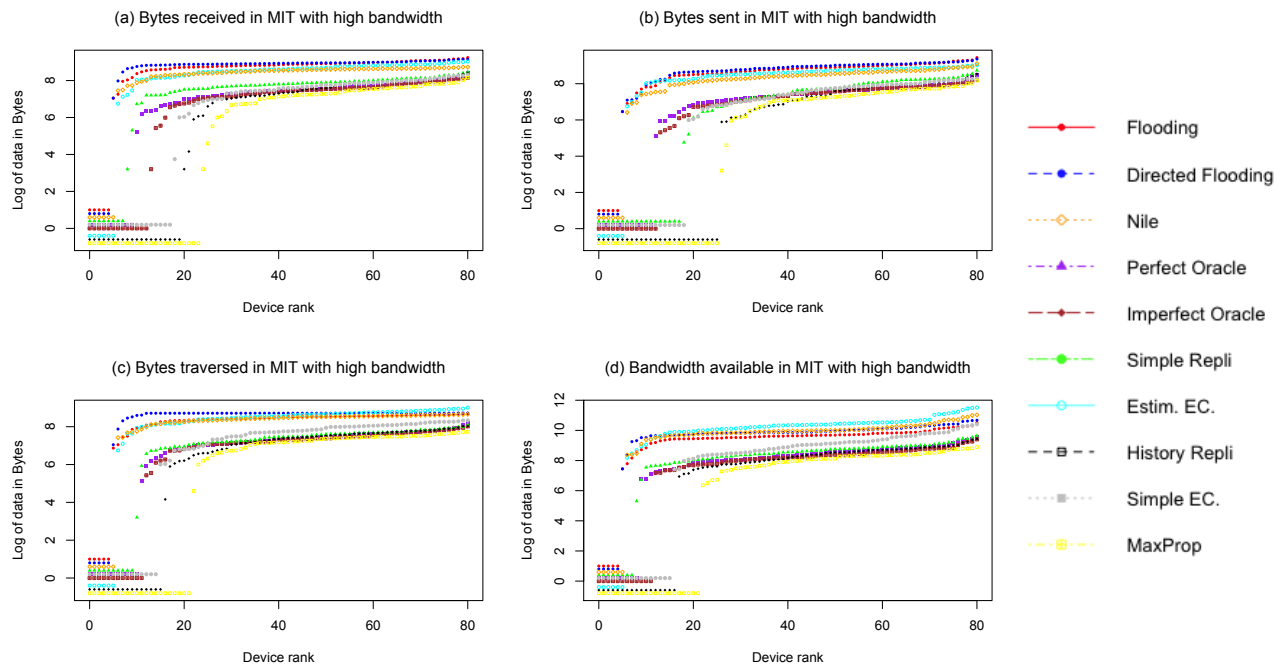 (a) Bytes received in MIT with high bandwidth
Log of data in Bytes
8
6
4
2
0
0 20 40 60 80
Device rank
(b) Bytes sent in MIT with high bandwidth
Log of data in Bytes
8
6
4
2
0
0 20 40 60 80
Device rank
(c) Bytes traversed in MIT with high bandwidth
Log of data in Bytes
8
6
4
2
0
0 20 40 60 80
Device rank
(d) Bandwidth available in MIT with high bandwidth
Log of data in Bytes
12
10
8
6
4
2
0
0 20 40 60 80
Device rank
Flooding
Directed Flooding
Nile
Perfect Oracle
Imperfect Oracle
Simple Repli
Estim. EC.
History Repli
Simple EC.
MaxProp